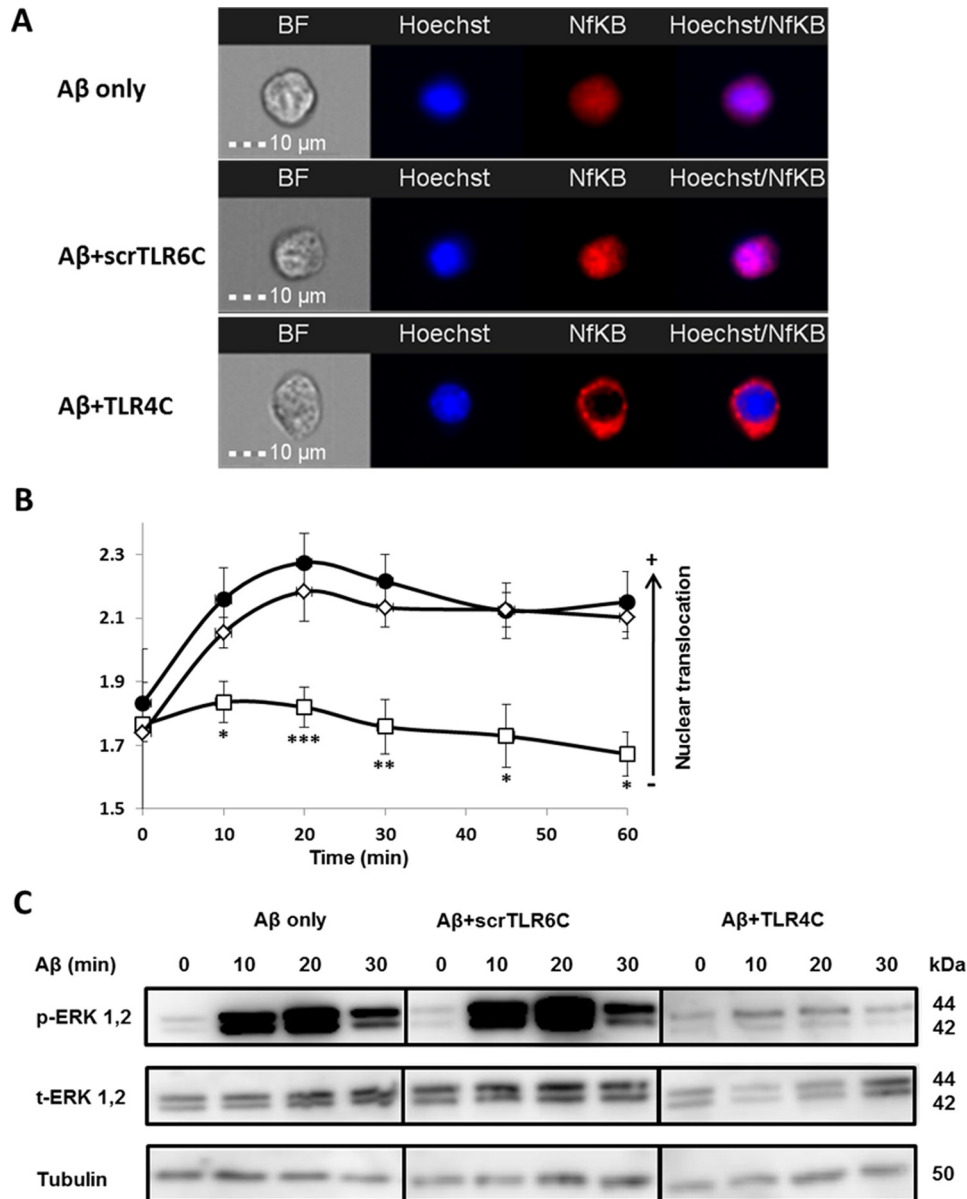 A
BF Hoechst NfKB Hoechst/NfKB
Aβ only
10 µm
BF Hoechst NfKB Hoechst/NfKB
Aβ+scrTLR6C
10 µm
BF Hoechst NfKB Hoechst/NfKB
Aβ+TLR4C
10 µm
B
2.3
2.1
1.9
1.7
1.5
* *** ** * *
0 10 20 30 40 50 60
Time (min)
+
Nuclear translocation
-
C
Aβ only Aβ+scrTLR6C Aβ+TLR4C
Aβ (min) 0 10 20 30 0 10 20 30 0 10 20 30 kDa
p-ERK 1,2 44
42
t-ERK 1,2 44
42
Tubulin 50